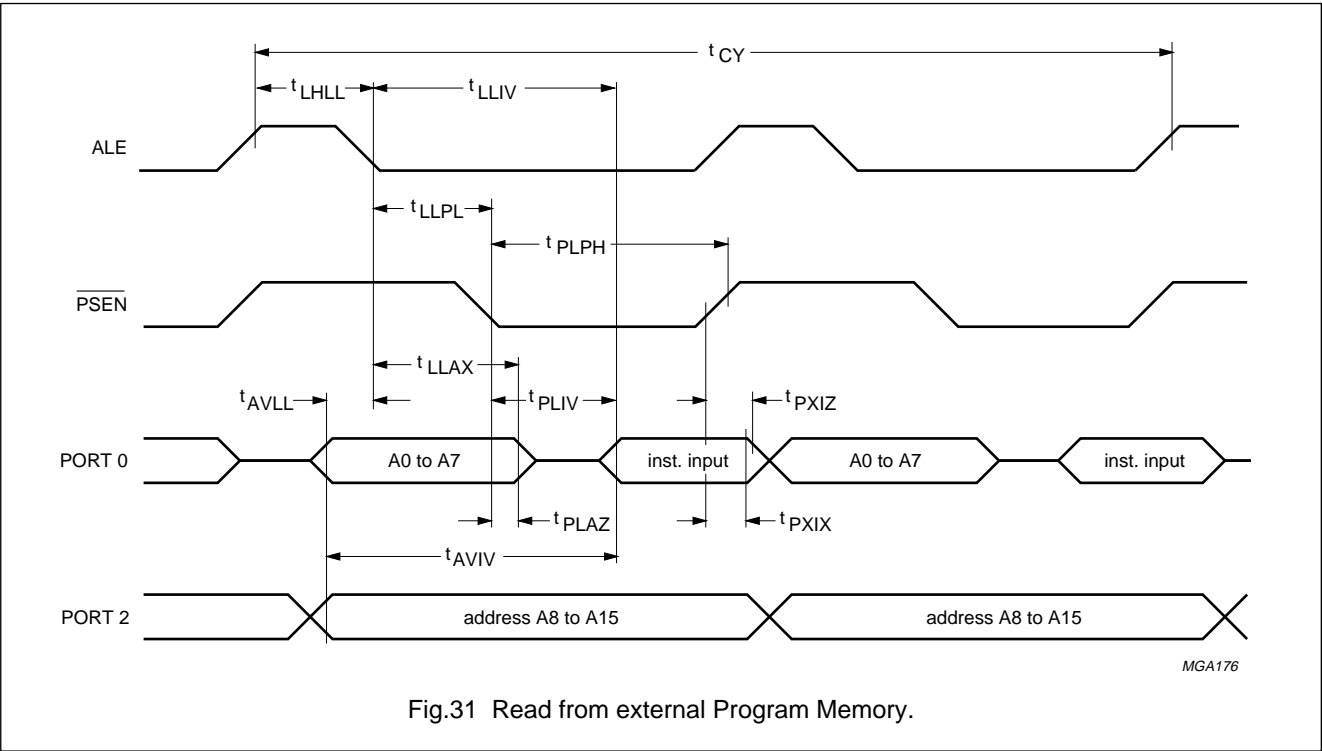 t CY
t LHLL
t LLIV
ALE
t LLPL
t PLPH
PSEN
t LLAX
t AVLL
t PLIV
t PXIZ
PORT 0
A0 to A7
inst. input
A0 to A7
inst. input
t PLAZ
t PXIX
t AVIV
PORT 2
address A8 to A15
address A8 to A15
MGA176
Fig.31 Read from external Program Memory.